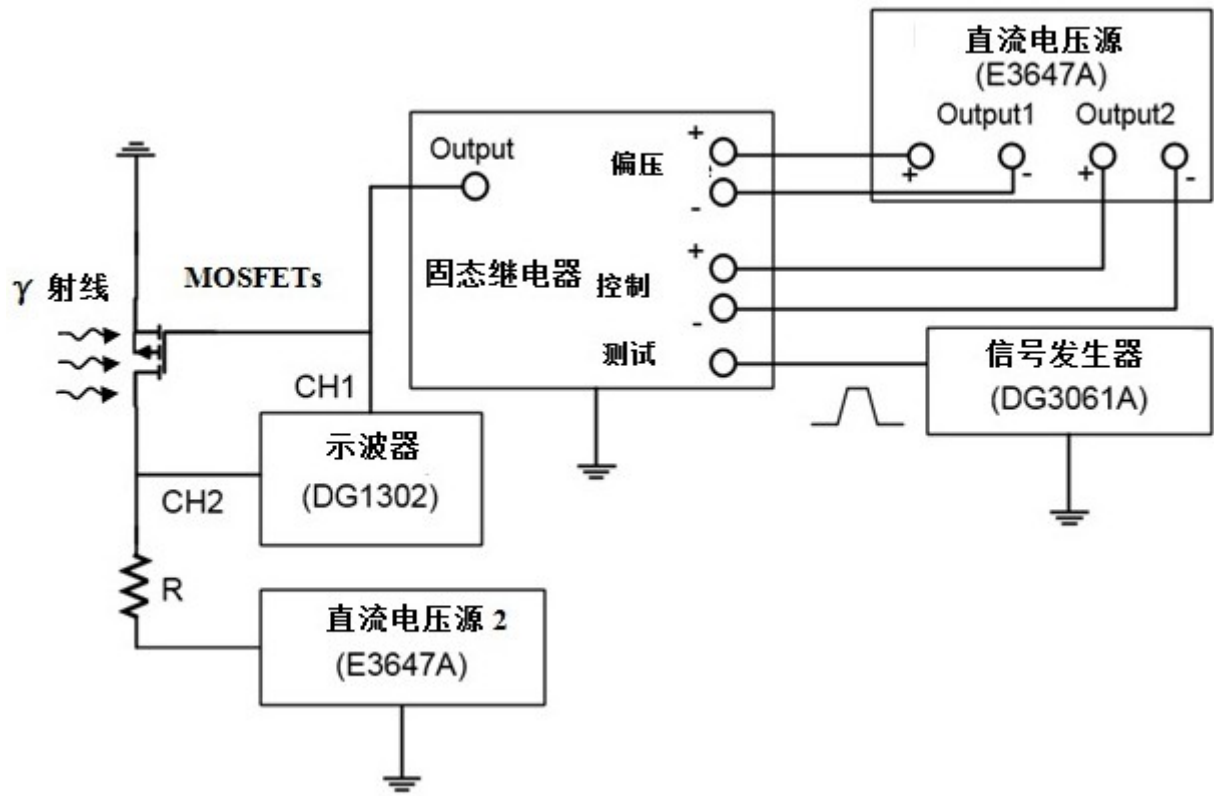 直流电压源
(E3647A)
Output1 Output2
+ - + -
Output
偏压
+
-
γ 射线
MOSFETs
固态继电器
控制
+
-
测试
信号发生器
(DG3061A)
CH1
示波器
(DG1302)
CH2
R
直流电压源 2
(E3647A)